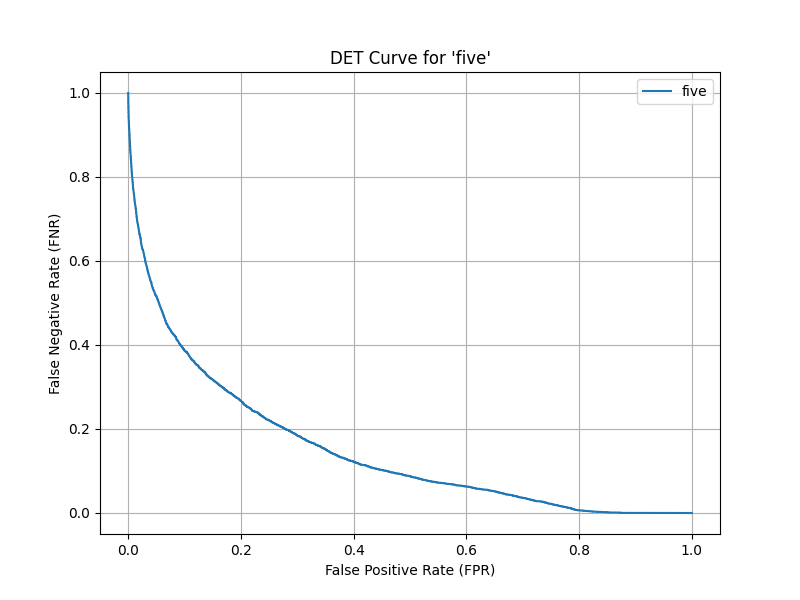 DET Curve for 'five'
five
1.0
0.8
0.6
0.4
0.2
0.0
False Negative Rate (FNR)
0.0 0.2 0.4 0.6 0.8 1.0
False Positive Rate (FPR)